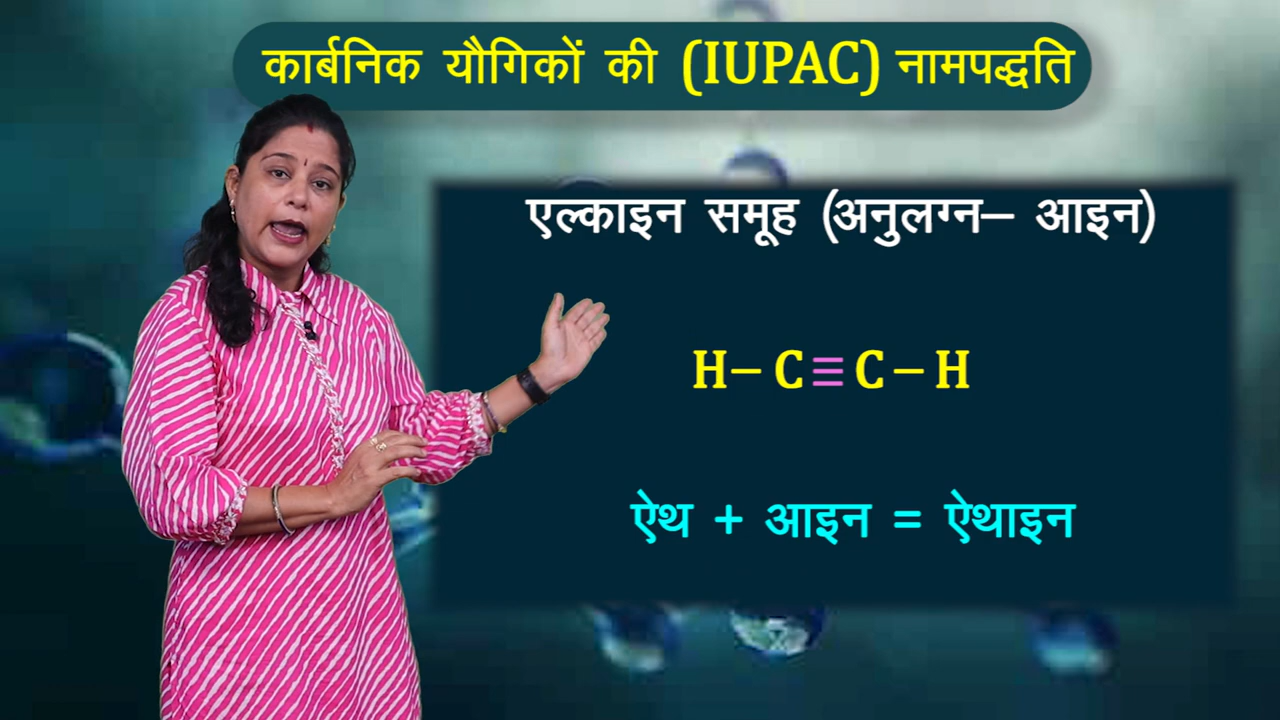 कार्बनिक यौगिकों की (IUPAC) नामपद्धति
एल्काइन समूह (अनुलग्न– आइन)
H– C≡C – H
ऐथ + आइन = ऐथाइन